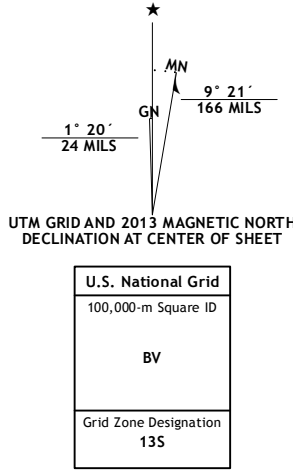 MN
GN
9° 21´
166 MILS
1° 20´
24 MILS
UTM GRID AND 2013 MAGNETIC NORTH
DECLINATION AT CENTER OF SHEET
U.S. National Grid
100,000-m Square ID
BV
Grid Zone Designation
13S